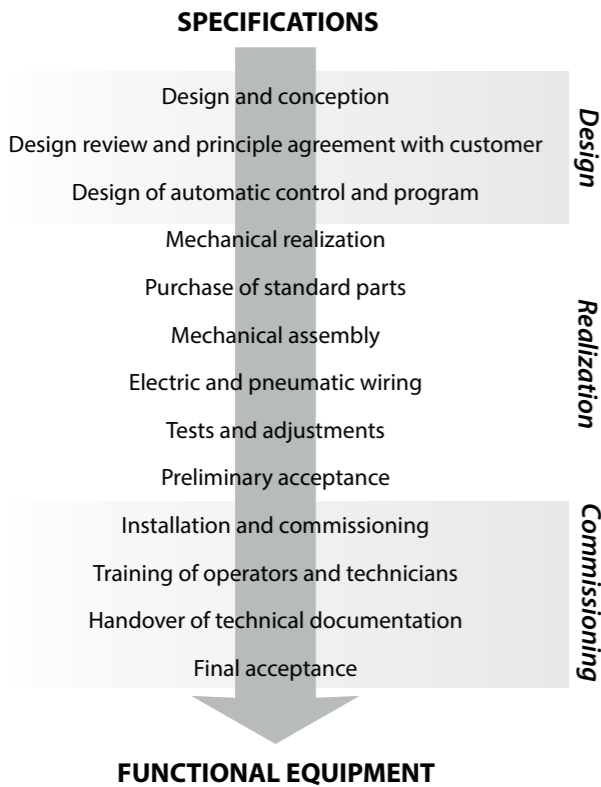 SPECIFICATIONS
Design and conception
Design review and principle agreement with customer
Design of automatic control and program
Design
Mechanical realization
Purchase of standard parts
Mechanical assembly
Electric and pneumatic wiring
Tests and adjustments
Preliminary acceptance
Realization
Installation and commissioning
Training of operators and technicians
Handover of technical documentation
Final acceptance
Commissioning
FUNCTIONAL EQUIPMENT